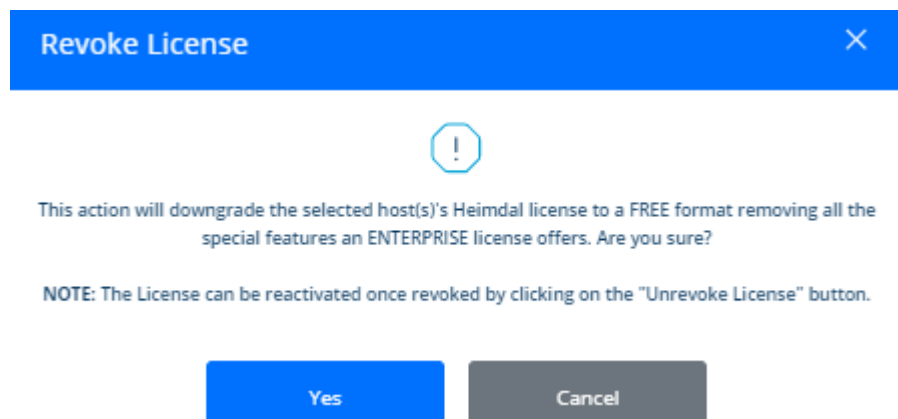 Revoke License
This action will downgrade the selected host(s)'s Heimdal license to a FREE format removing all the
special features an ENTERPRISE license offers. Are you sure?
NOTE: The License can be reactivated once revoked by clicking on the "Unrevoke License" button.
Yes
Cancel